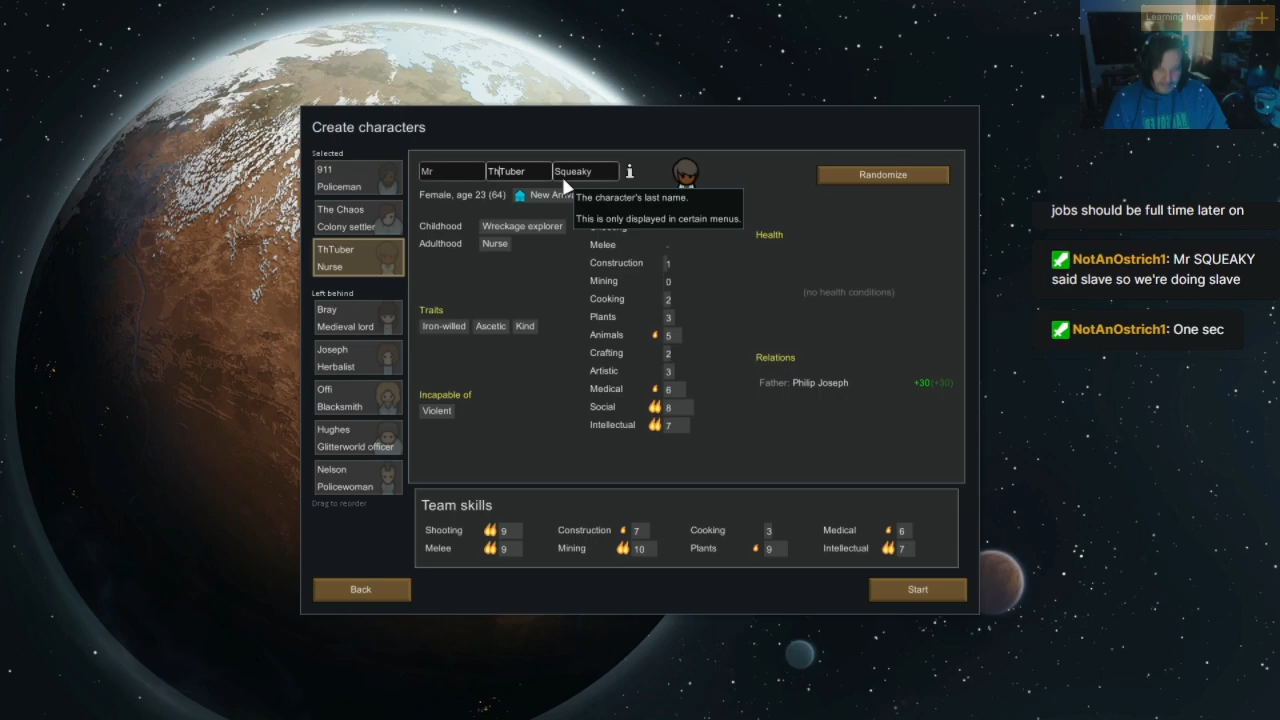 Learning helper
Create characters
Selected
911
Policeman
The Chaos
Colony settler
ThTuber
Nurse
Left behind
Bray
Medieval lord
Joseph
Herbalist
Offi
Blacksmith
Hughes
Glitterworld officer
Nelson
Policewoman
Drag to reorder
Mr
ThTuber
Squeaky
Randomize
Female, age 23 (64)
New Arriv
The character's last name.
This is only displayed in certain menus.
Childhood
Wreckage explorer
Adulthood
Nurse
Traits
Iron-willed
Ascetic
Kind
Incapable of
Violent
Melee -
Construction 1
Mining 0
Cooking 2
Plants 3
Animals 5
Crafting 2
Artistic 3
Medical 6
Social 8
Intellectual 7
Health
(no health conditions)
Relations
Father: Philip Joseph +30(+30)
Team skills
Shooting 9 Construction 7 Cooking 3 Medical 6
Melee 9 Mining 10 Plants 9 Intellectual 7
Back
Start
jobs should be full time later on
NotAnOstrich1: Mr SQUEAKY
said slave so we're doing slave
NotAnOstrich1: One sec